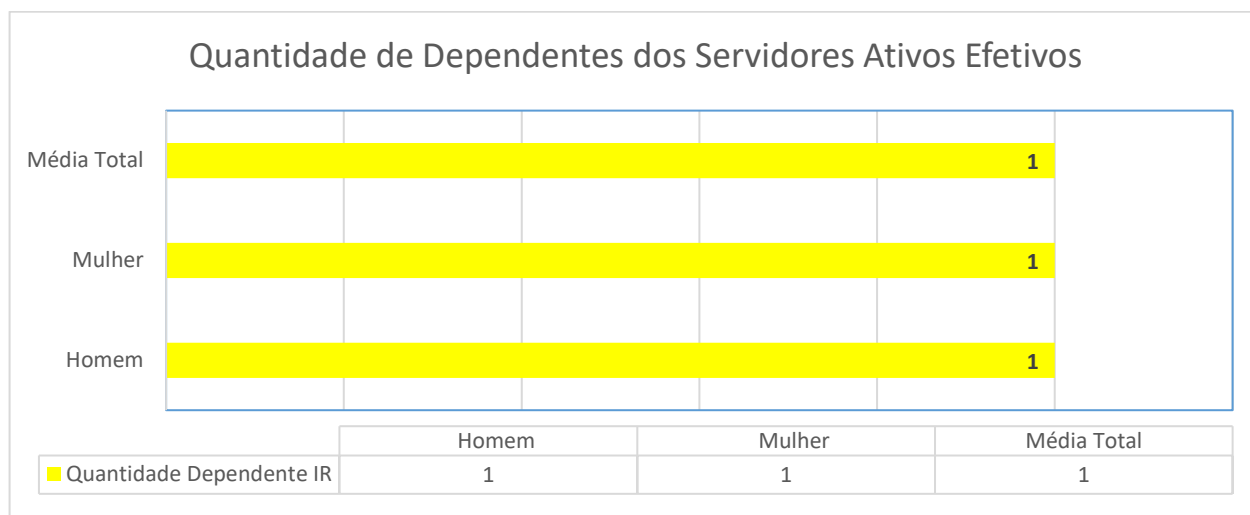 Quantidade de Dependentes dos Servidores Ativos Efetivos
Média Total 1
Mulher 1
Homem 1
Homem Mulher Média Total
Quantidade Dependente IR 1 1 1